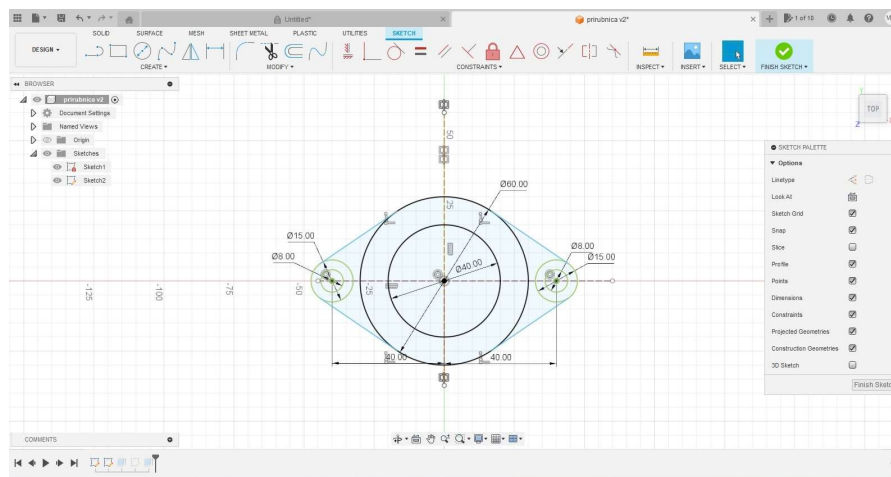 Untitled*
prirubnica v2*
1 of 10
SOLID
SURFACE
MESH
SHEET METAL
PLASTIC
UTILITIES
SKETCH
DESIGN
CREATE
MODIFY
CONSTRAINTS
INSPECT
INSERT
SELECT
FINISH SKETCH
BROWSER
prirubnica v2
Document Settings
Named Views
Origin
Sketches
Sketch1
Sketch2
TOP
Y
Z
SKETCH PALETTE
Options
Linetype
Look At
Sketch Grid
Snap
Slice
Profile
Points
Dimensions
Constraints
Projected Geometries
Construction Geometries
3D Sketch
Finish Sketc
50
25
Ø60.00
Ø15.00
Ø8.00
Ø40.00
Ø8.00
Ø15.00
-125
-100
-75
-50
-25
40.00
40.00
COMMENTS